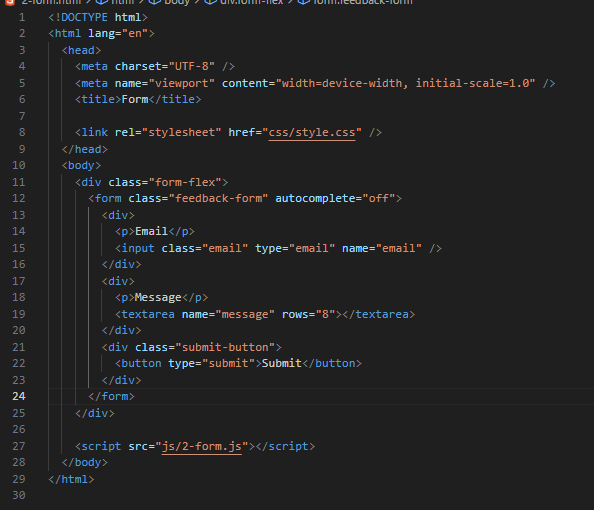 2-form.html > html > body > div.form-flex > form.feedback-form
1 <!DOCTYPE html>
2 <html lang="en">
3 <head>
4 <meta charset="UTF-8" />
5 <meta name="viewport" content="width=device-width, initial-scale=1.0" />
6 <title>Form</title>
7
8 <link rel="stylesheet" href="css/style.css" />
9 </head>
10 <body>
11 <div class="form-flex">
12 <form class="feedback-form" autocomplete="off">
13 <div>
14 <p>Email</p>
15 <input class="email" type="email" name="email" />
16 </div>
17 <div>
18 <p>Message</p>
19 <textarea name="message" rows="8"></textarea>
20 </div>
21 <div class="submit-button">
22 <button type="submit">Submit</button>
23 </div>
24 </form>
25 </div>
26
27 <script src="js/2-form.js"></script>
28 </body>
29 </html>
30